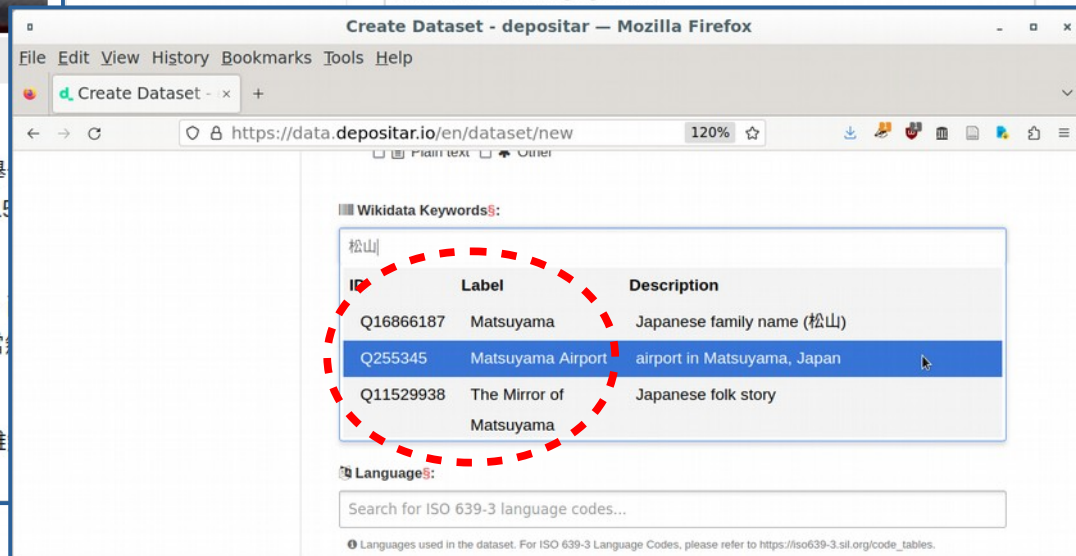 Create Dataset - depositar — Mozilla Firefox
File Edit View History Bookmarks Tools Help
d_ Create Dataset - × +
https://data.depositar.io/en/dataset/new 120%
Plain text Other
Wikidata Keywords§:
松山
ID Label Description
Q16866187 Matsuyama Japanese family name (松山)
Q255345 Matsuyama Airport airport in Matsuyama, Japan
Q11529938 The Mirror of Japanese folk story
Matsuyama
Language§:
Search for ISO 639-3 language codes...
Languages used in the dataset. For ISO 639-3 Language Codes, please refer to https://iso639-3.sil.org/code_tables.